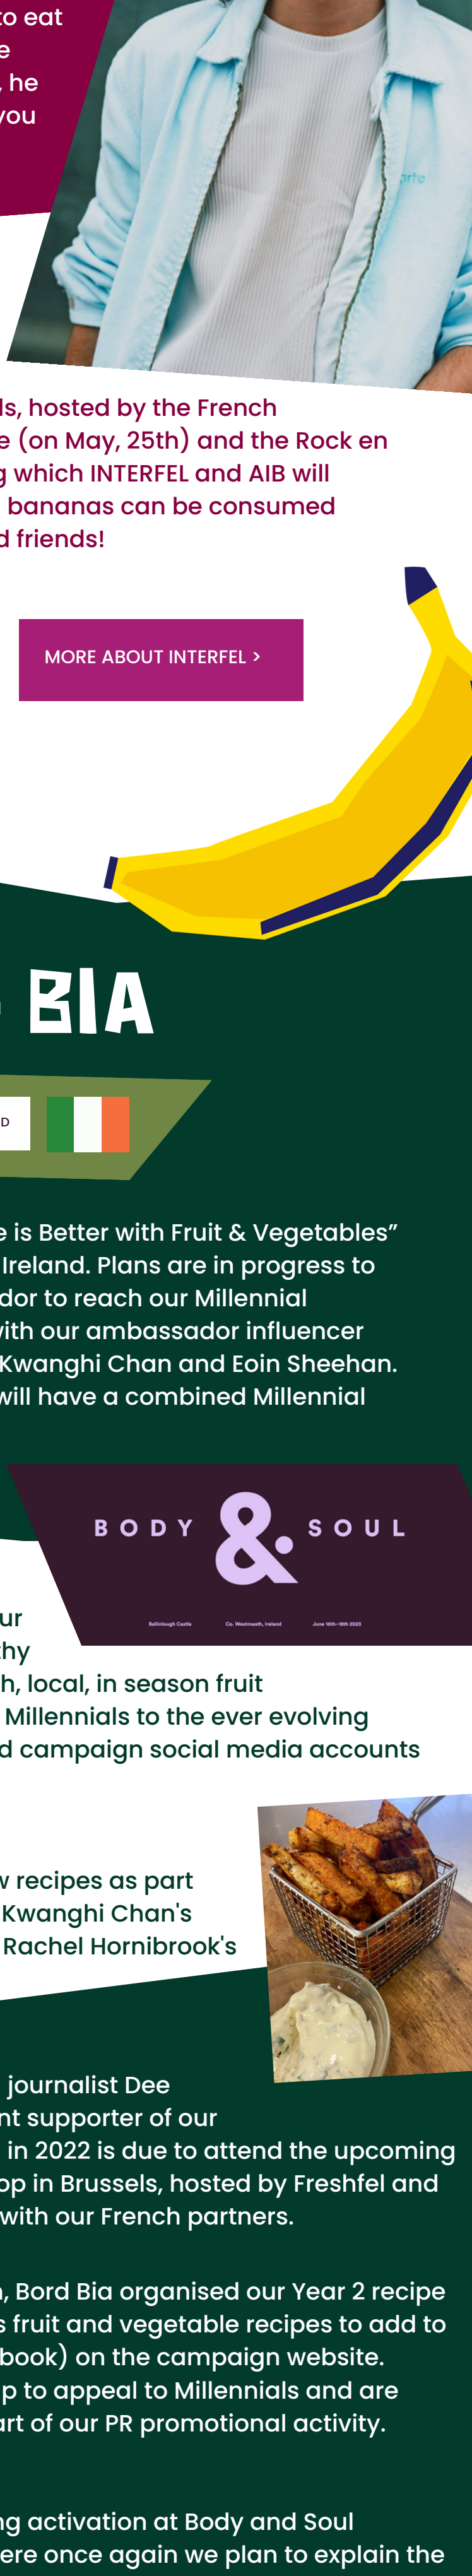 to eat
e
, he
you
arte
ls, hosted by the French
e (on May, 25th) and the Rock en
g which INTERFEL and AIB will
bananas can be consumed
d friends!
MORE ABOUT INTERFEL >
BIA
D
e is Better with Fruit & Vegetables”
Ireland. Plans are in progress to
dor to reach our Millennial
with our ambassador influencer
Kwanghi Chan and Eoin Sheehan.
will have a combined Millennial
BODY & SOUL
Ballinlough Castle Co. Westmeath, Ireland June 16th-18th 2023
ur
thy
h, local, in season fruit
Millennials to the ever evolving
d campaign social media accounts
w recipes as part
Kwanghi Chan's
Rachel Hornibrook's
journalist Dee
nt supporter of our
in 2022 is due to attend the upcoming
op in Brussels, hosted by Freshfel and
with our French partners.
, Bord Bia organised our Year 2 recipe
s fruit and vegetable recipes to add to
book) on the campaign website.
p to appeal to Millennials and are
art of our PR promotional activity.
ng activation at Body and Soul
ere once again we plan to explain the